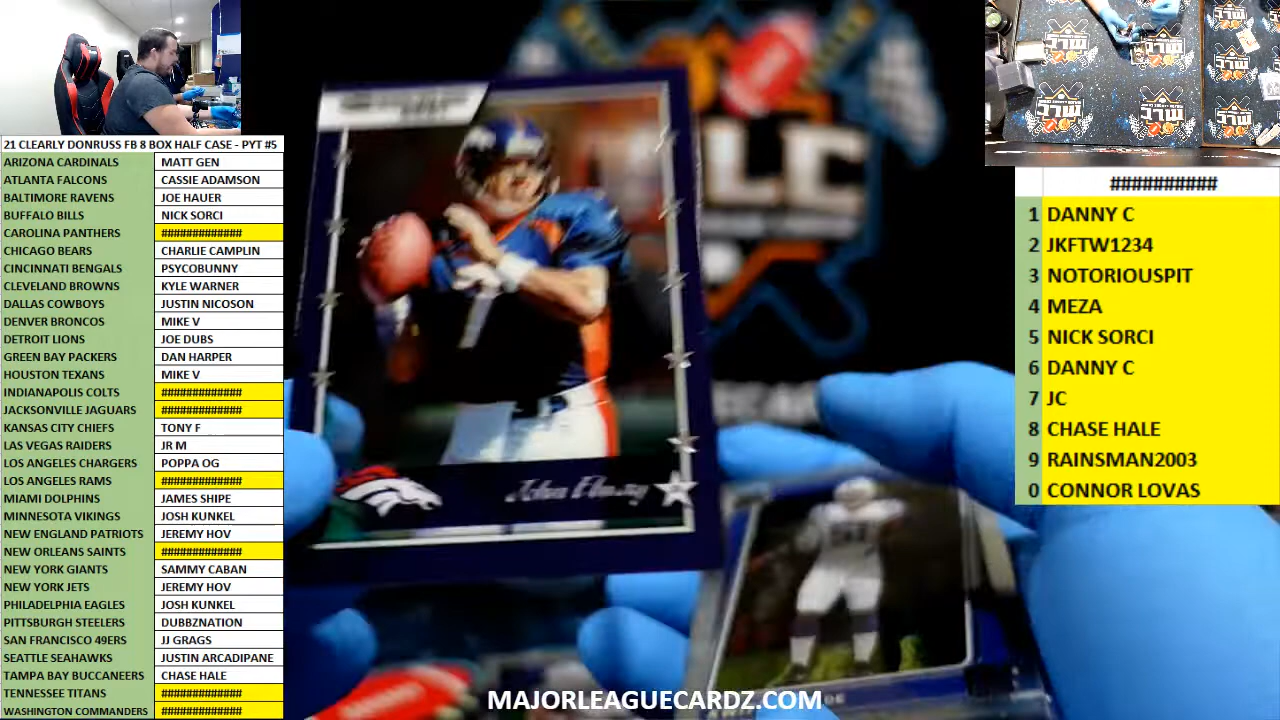 21 CLEARLY DONRUSS FB 8 BOX HALF CASE - PYT #5
ARIZONA CARDINALS MATT GEN
ATLANTA FALCONS CASSIE ADAMSON
BALTIMORE RAVENS JOE HAUER
BUFFALO BILLS NICK SORCI
CAROLINA PANTHERS #############
CHICAGO BEARS CHARLIE CAMPLIN
CINCINNATI BENGALS PSYCOBUNNY
CLEVELAND BROWNS KYLE WARNER
DALLAS COWBOYS JUSTIN NICOSON
DENVER BRONCOS MIKE V
DETROIT LIONS JOE DUBS
GREEN BAY PACKERS DAN HARPER
HOUSTON TEXANS MIKE V
INDIANAPOLIS COLTS #############
JACKSONVILLE JAGUARS #############
KANSAS CITY CHIEFS TONY F
LAS VEGAS RAIDERS JR M
LOS ANGELES CHARGERS POPPA OG
LOS ANGELES RAMS #############
MIAMI DOLPHINS JAMES SHIPE
MINNESOTA VIKINGS JOSH KUNKEL
NEW ENGLAND PATRIOTS JEREMY HOV
NEW ORLEANS SAINTS #############
NEW YORK GIANTS SAMMY CABAN
NEW YORK JETS JEREMY HOV
PHILADELPHIA EAGLES JOSH KUNKEL
PITTSBURGH STEELERS DUBBZNATION
SAN FRANCISCO 49ERS JJ GRAGS
SEATTLE SEAHAWKS JUSTIN ARCADIPANE
TAMPA BAY BUCCANEERS CHASE HALE
TENNESSEE TITANS #############
WASHINGTON COMMANDERS #############
John Elway
7
MLC
MAJORLEAGUECARDZ.COM
##########
1 DANNY C
2 JKFTW1234
3 NOTORIOUSPIT
4 MEZA
5 NICK SORCI
6 DANNY C
7 JC
8 CHASE HALE
9 RAINSMAN2003
0 CONNOR LOVAS